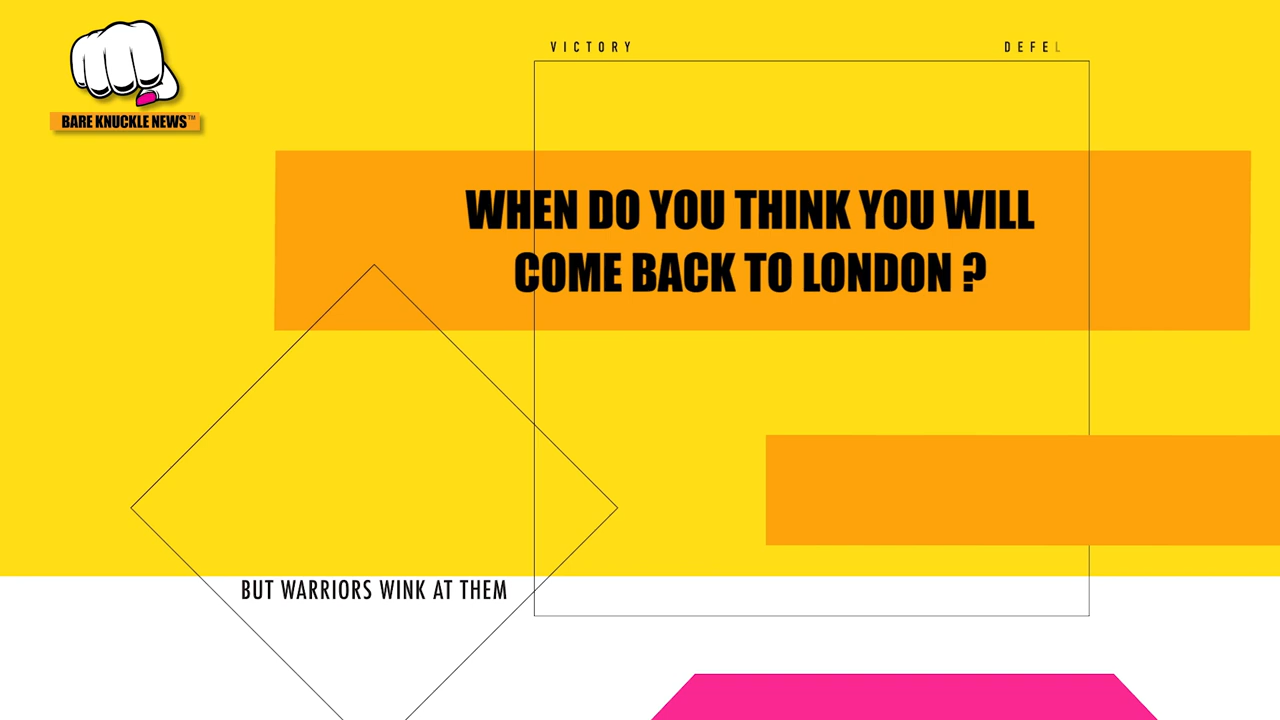 VICTORY
DEFEL
BARE KNUCKLE NEWS™
WHEN DO YOU THINK YOU WILL
COME BACK TO LONDON ?
BUT WARRIORS WINK AT THEM